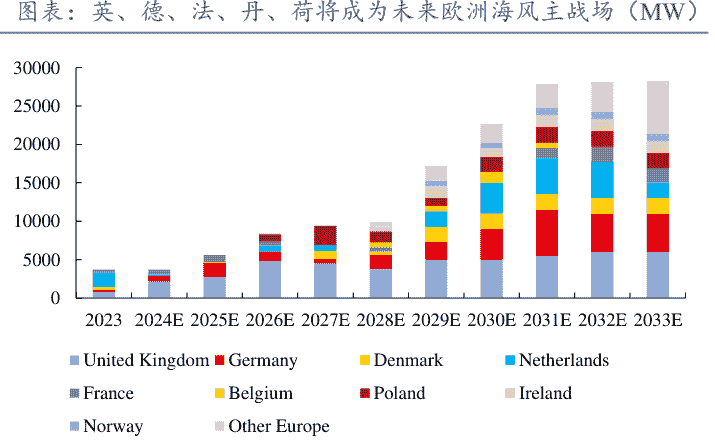 图表：英、德、法、丹、荷将成为未来欧洲海风主战场（MW）
30000
25000
20000
15000
10000
5000
0
2023 2024E 2025E 2026E 2027E 2028E 2029E 2030E 2031E 2032E 2033E
United Kingdom Germany Denmark Netherlands
France Belgium Poland Ireland
Norway Other Europe